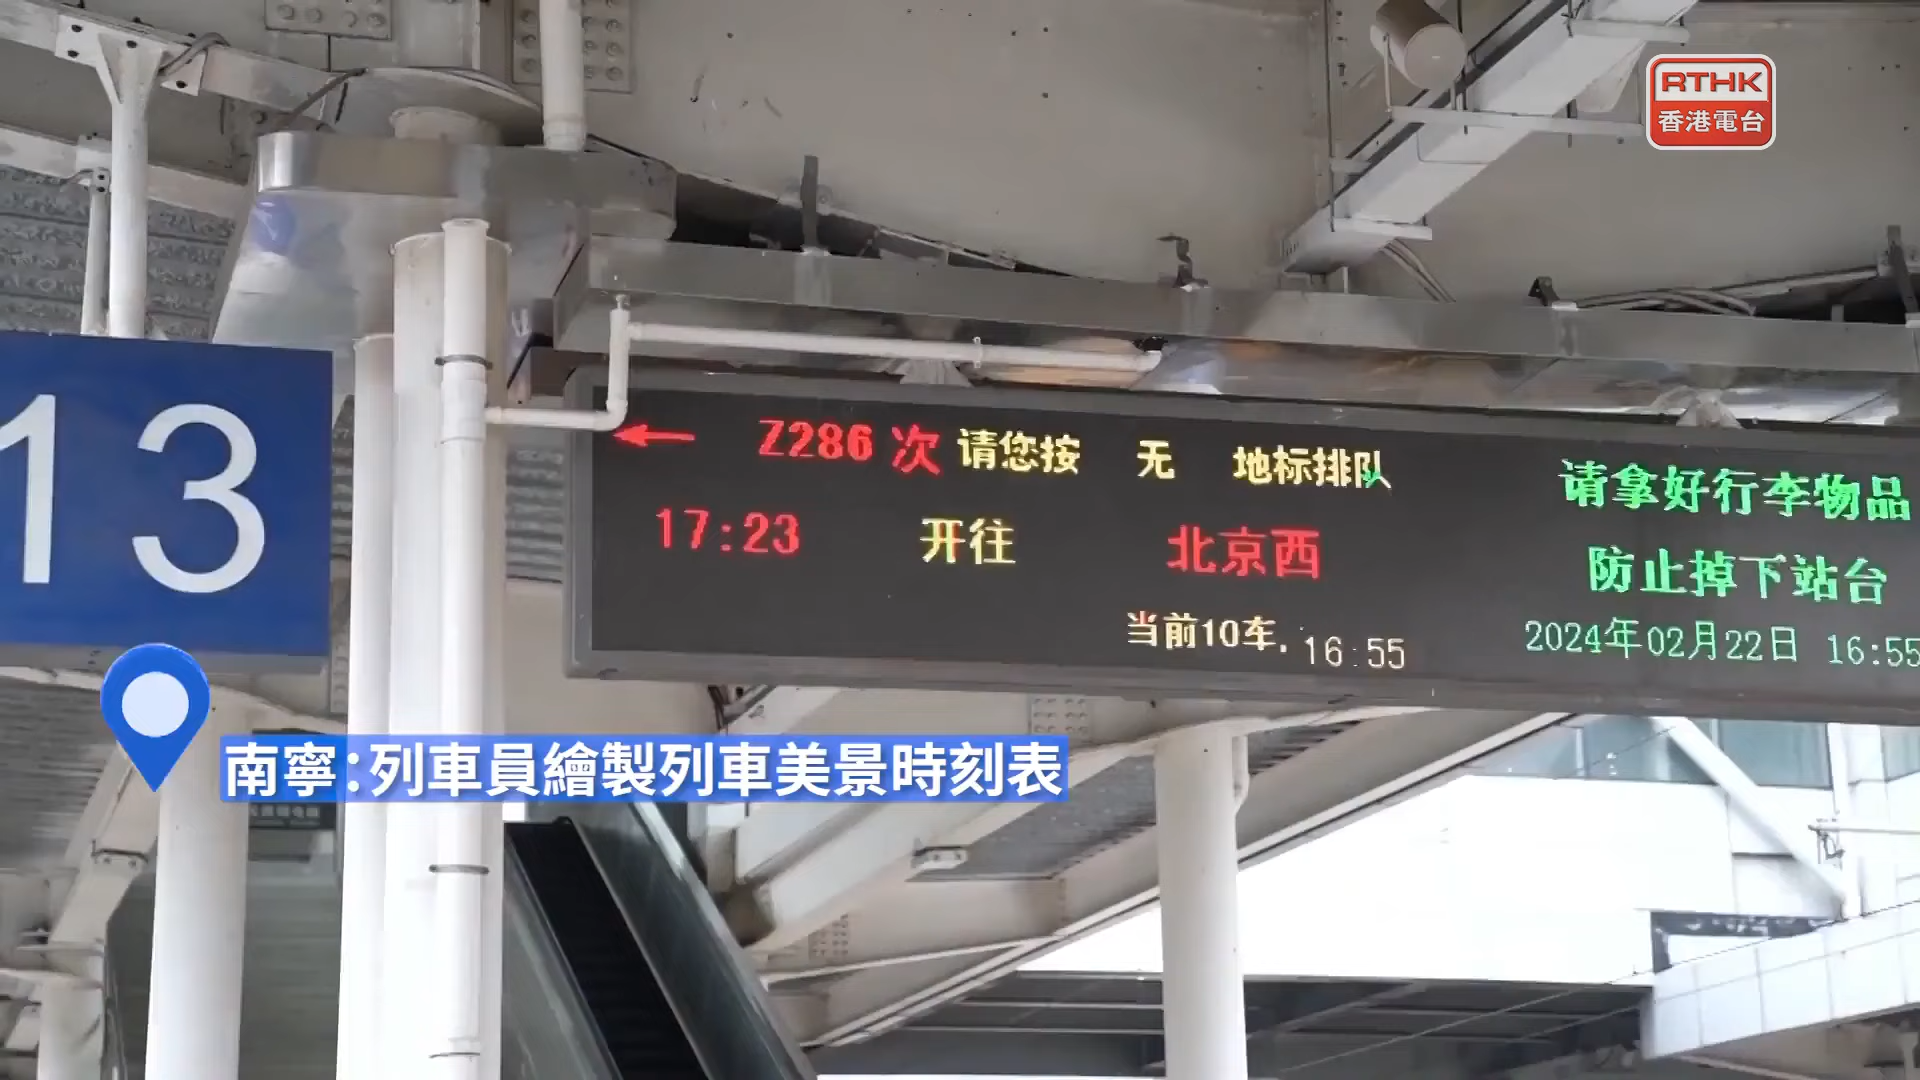 RTHK
香港電台
13
Z286 次 请您按 无 地标排队
17:23 开往 北京西
当前10车. 16:55
请拿好行李物品
防止掉下站台
2024年02月22日 16:55
南寧:列車員繪製列車美景時刻表